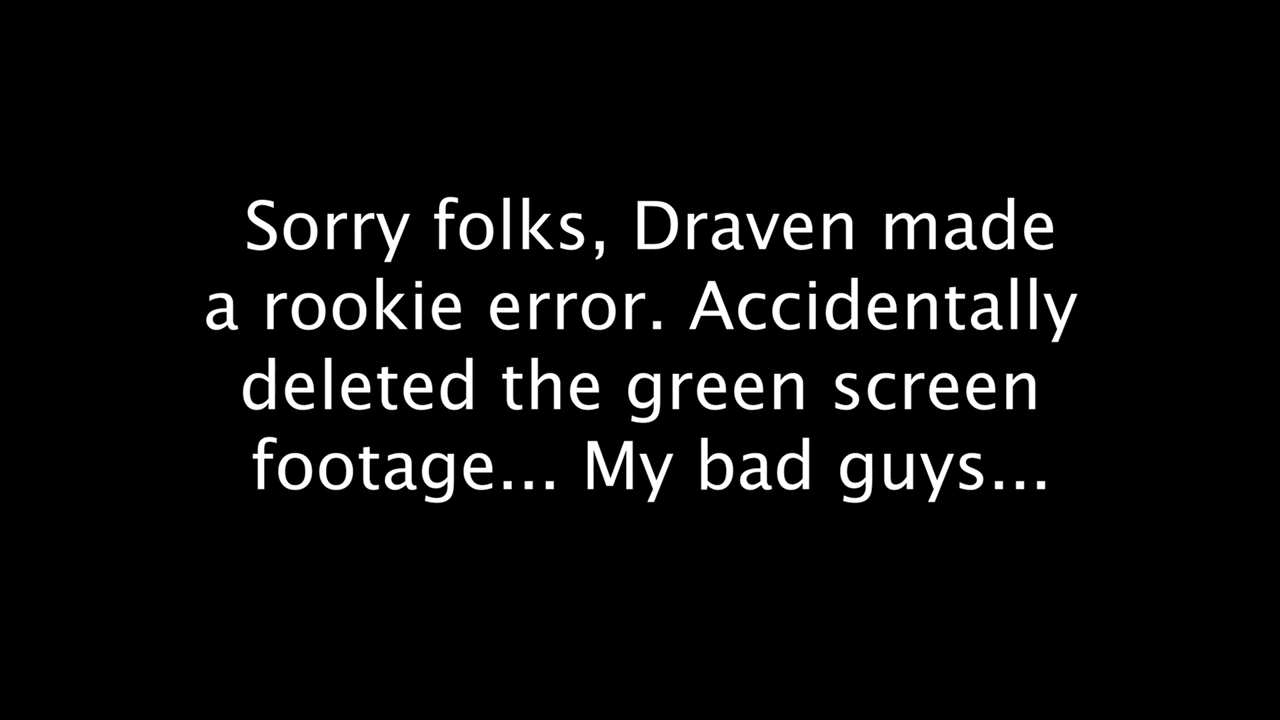 Sorry folks, Draven made
a rookie error. Accidentally
deleted the green screen
footage... My bad guys...